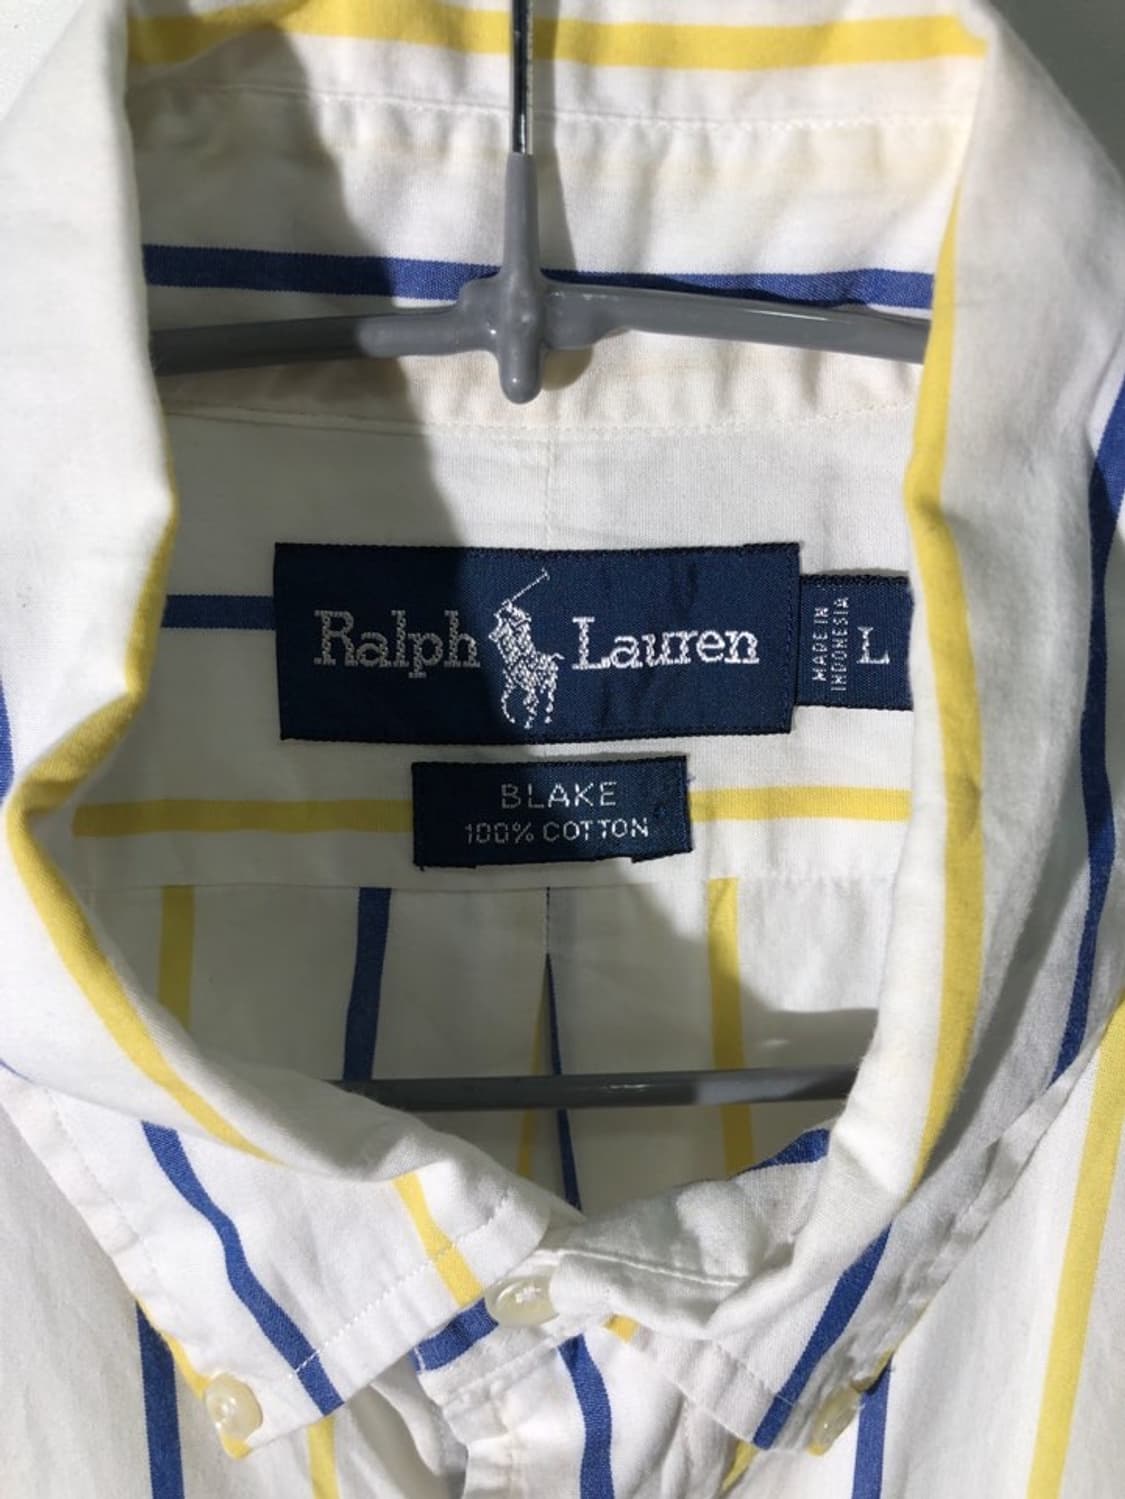 Ralph Lauren
MADE IN
INDONESIA
L
BLAKE
100% COTTON